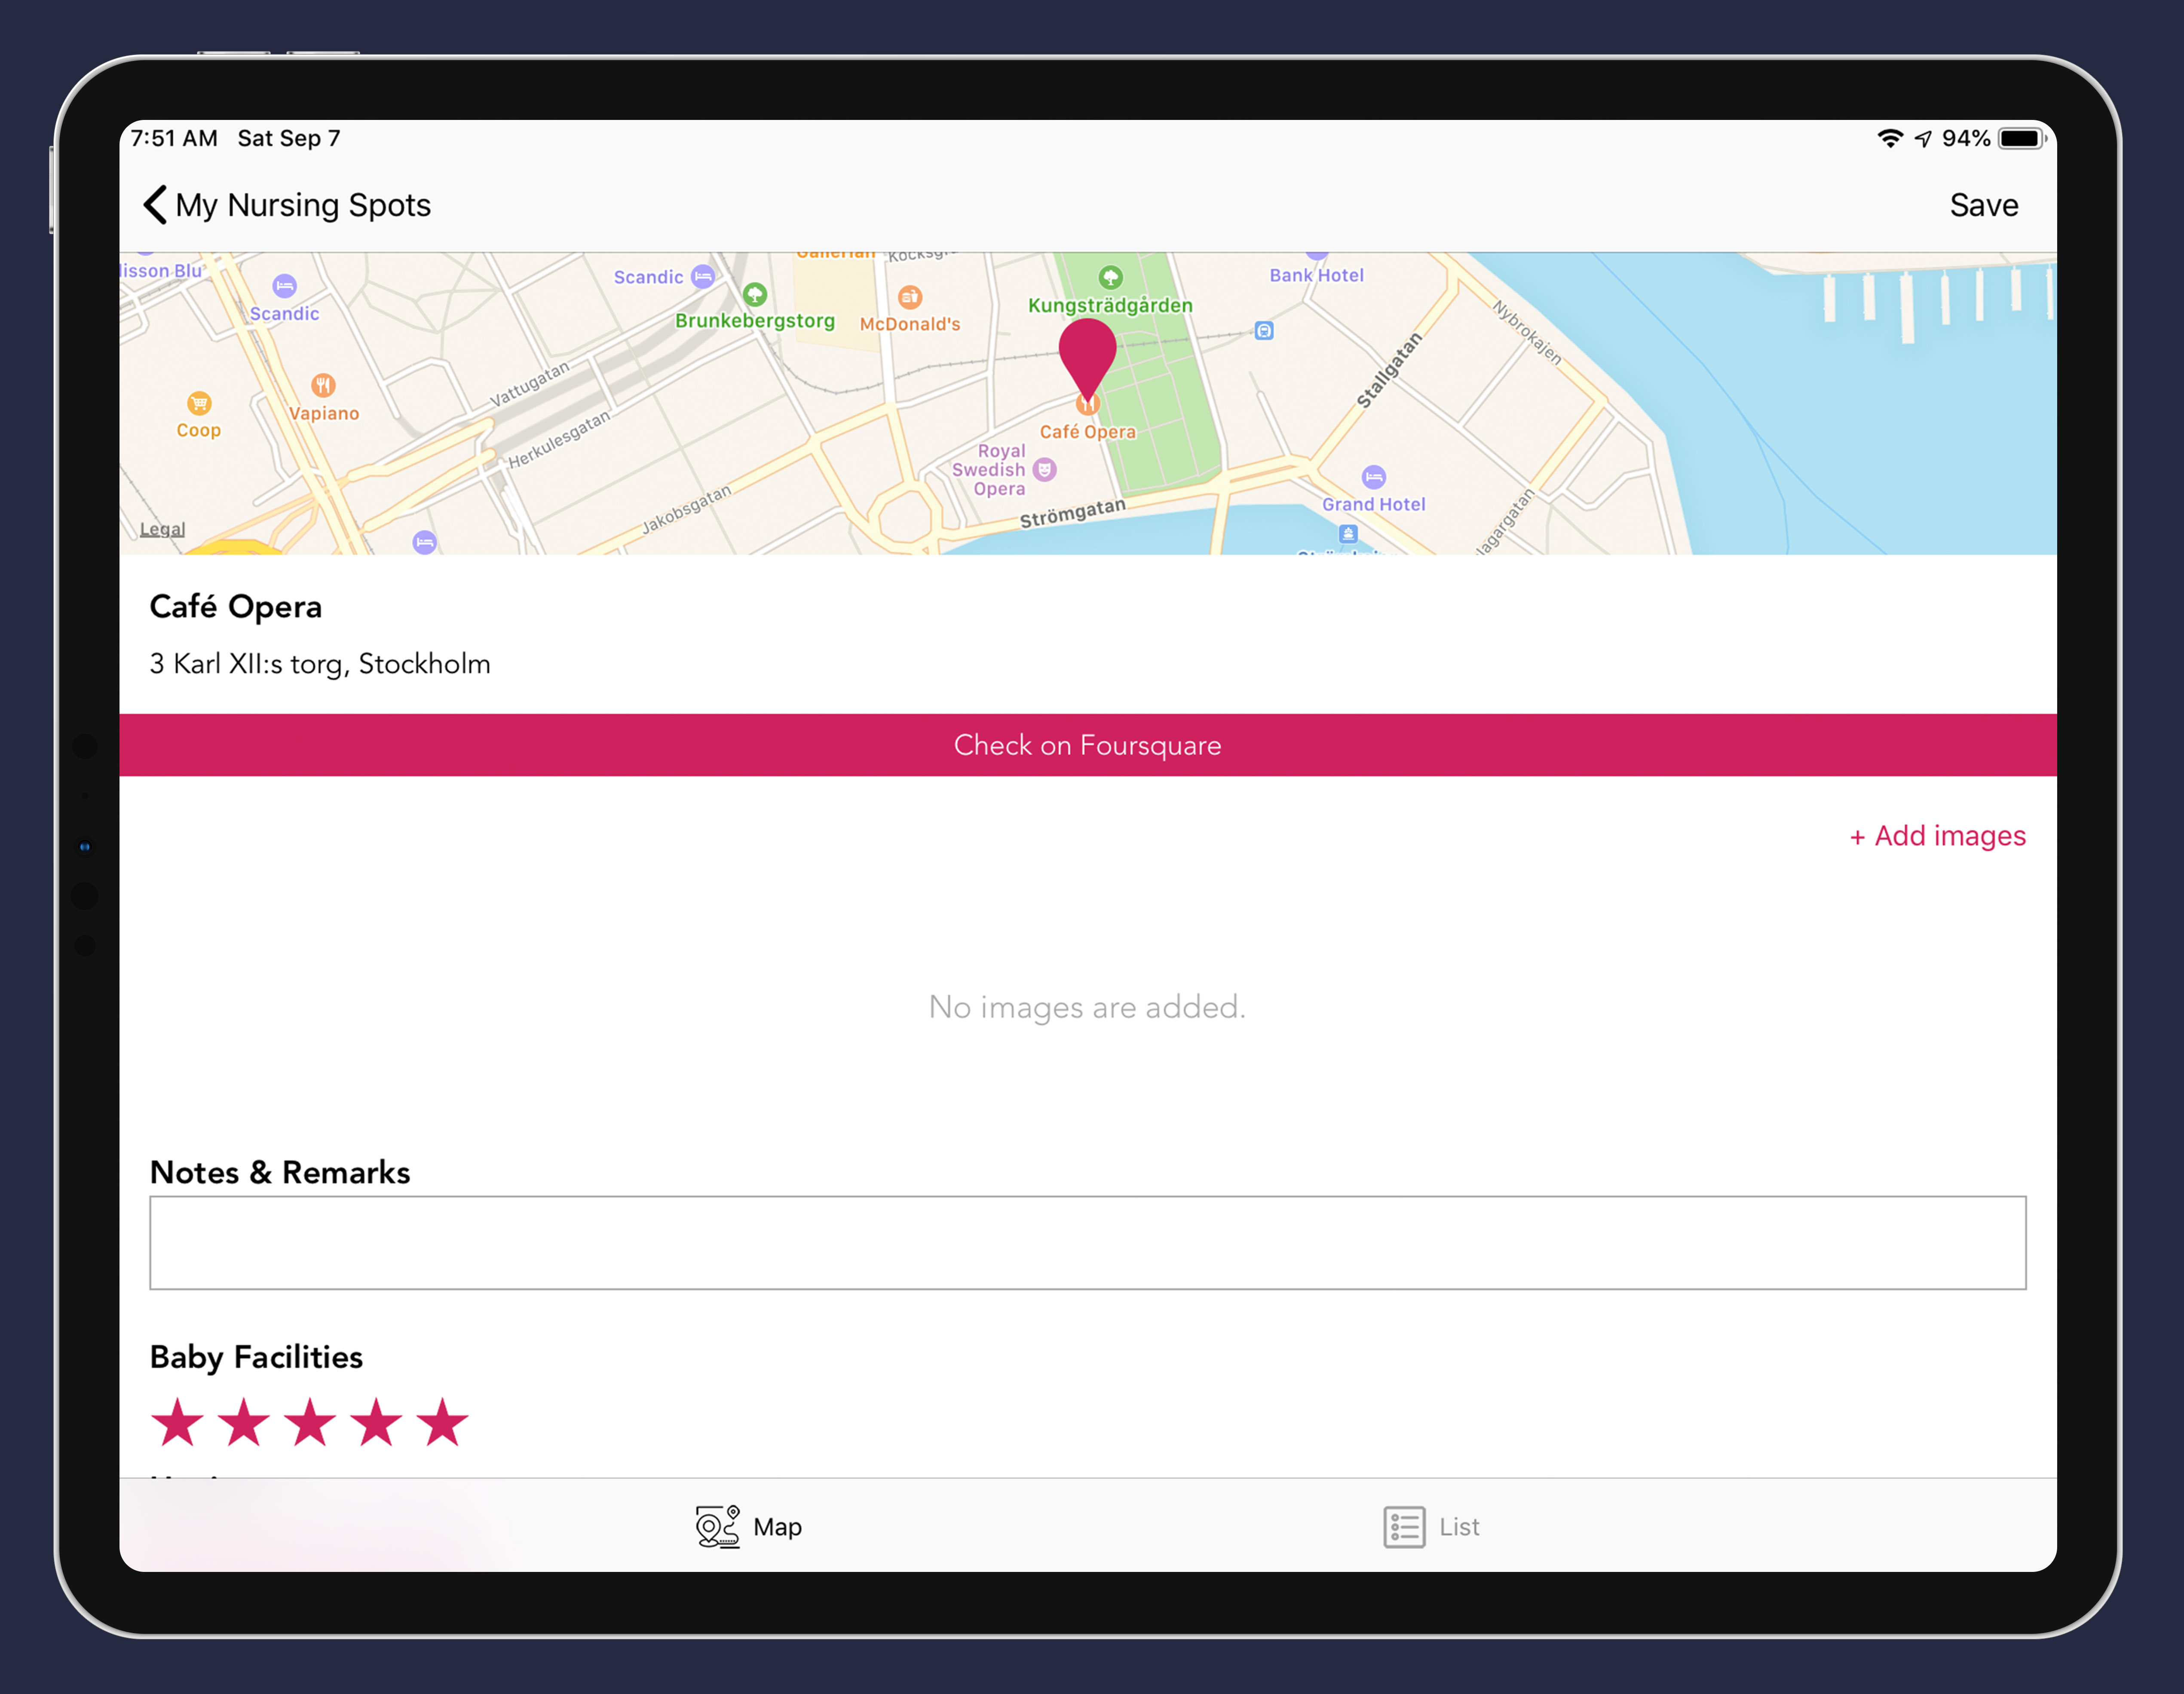 7:51 AM Sat Sep 7
94%
My Nursing Spots
Save
Scandic
Scandic
Brunkebergstorg
McDonald's
Kungsträdgården
Bank Hotel
Nybrokajen
Coop
Vapiano
Vattugatan
Herkulesgatan
Jakobsgatan
Café Opera
Royal
Swedish
Opera
Strömgatan
Stallgatan
Grand Hotel
Legal
Café Opera
3 Karl XII:s torg, Stockholm
Check on Foursquare
+ Add images
No images are added.
Notes & Remarks
Baby Facilities
Map
List